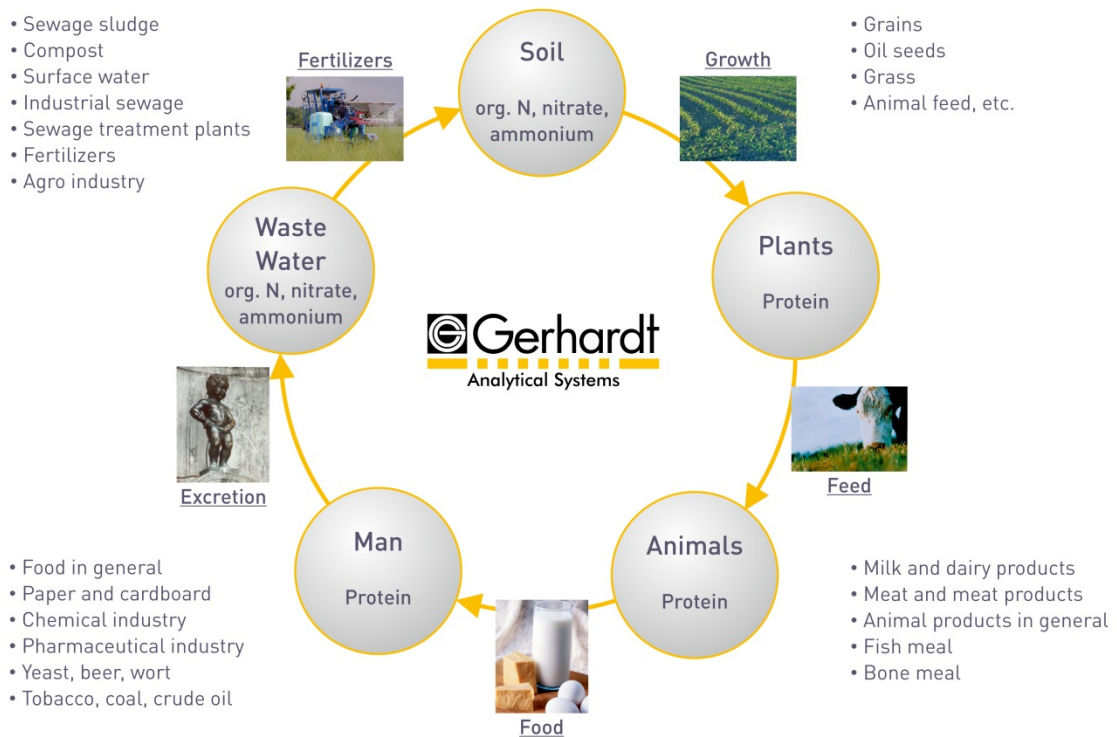 • Sewage sludge
• Compost
• Surface water
• Industrial sewage
• Sewage treatment plants
• Fertilizers
• Agro industry
Fertilizers
Soil
org. N, nitrate,
ammonium
Growth
• Grains
• Oil seeds
• Grass
• Animal feed, etc.
Waste
Water
org. N, nitrate,
ammonium
Plants
Protein
G Gerhardt
Analytical Systems
Excretion
Feed
Man
Protein
Animals
Protein
Food
• Food in general
• Paper and cardboard
• Chemical industry
• Pharmaceutical industry
• Yeast, beer, wort
• Tobacco, coal, crude oil
• Milk and dairy products
• Meat and meat products
• Animal products in general
• Fish meal
• Bone meal